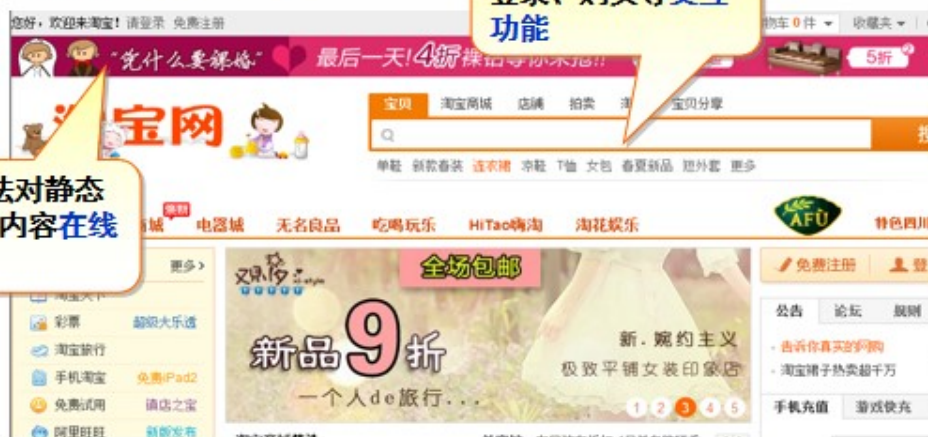 您好，欢迎来淘宝！请登录 免费注册
功能
物车 0 件
收藏夹
“凭什么要裸婚”
最后一天！4折
5折
淘宝网
宝贝 淘宝商城 店铺 拍卖 宝贝分享
单鞋 新款春装 连衣裙 凉鞋 T恤 女包 春夏新品 短外套 更多
法对静态
内容在线
商城 电器城 无名良品 吃喝玩乐 HiTao嗨淘 淘花娱乐
AFU
特色四川
更多>
全场包邮
免费注册
彩票 超级大乐透
淘宝旅行
手机淘宝 免费iPad2
免费试用 镇店之宝
阿里旺旺 新版发布
新品9折
一个人de旅行...
新.婉约主义
极致平铺女装印象店
1 2 3 4 5
公告 论坛 规则
· 告诉你真实的网购
· 淘宝裤子热卖超千万
手机充值 游戏快充